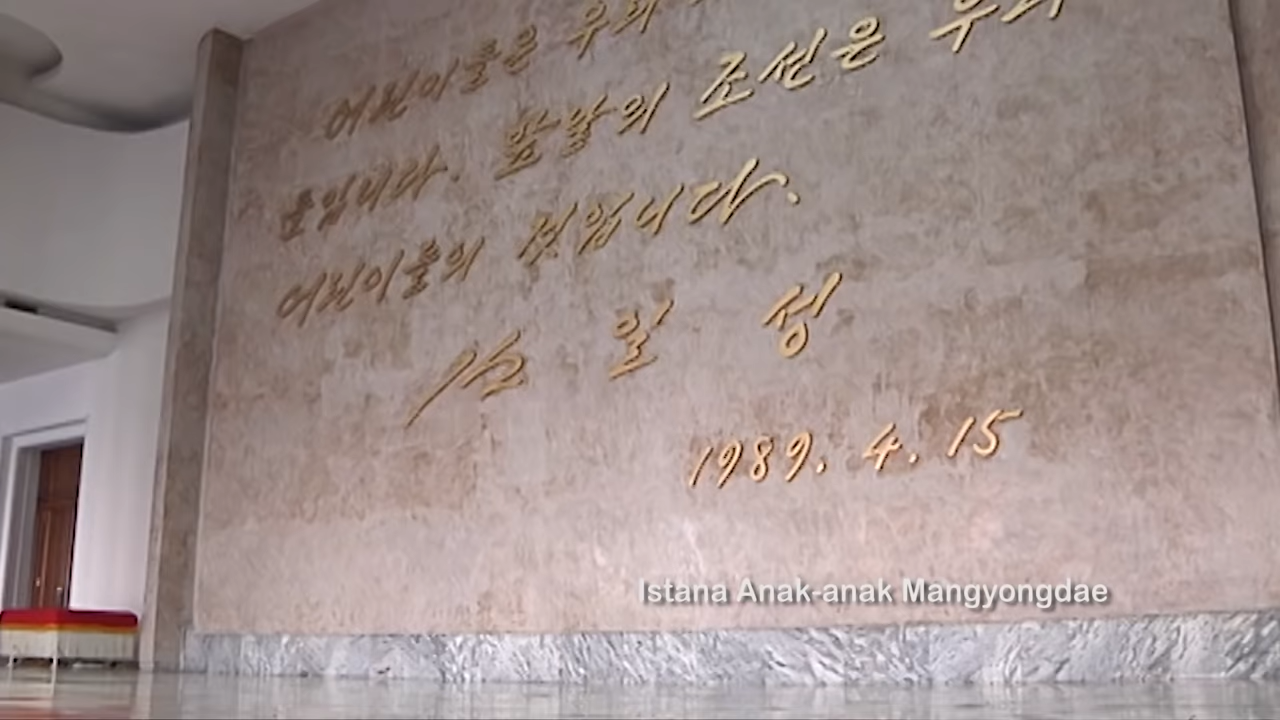 어린이들은 우리
들입니다. 앞날의 조선은 우리
어린이들의 것입니다.
김 일 성
1989. 4. 15
Istana Anak-anak Mangyongdae